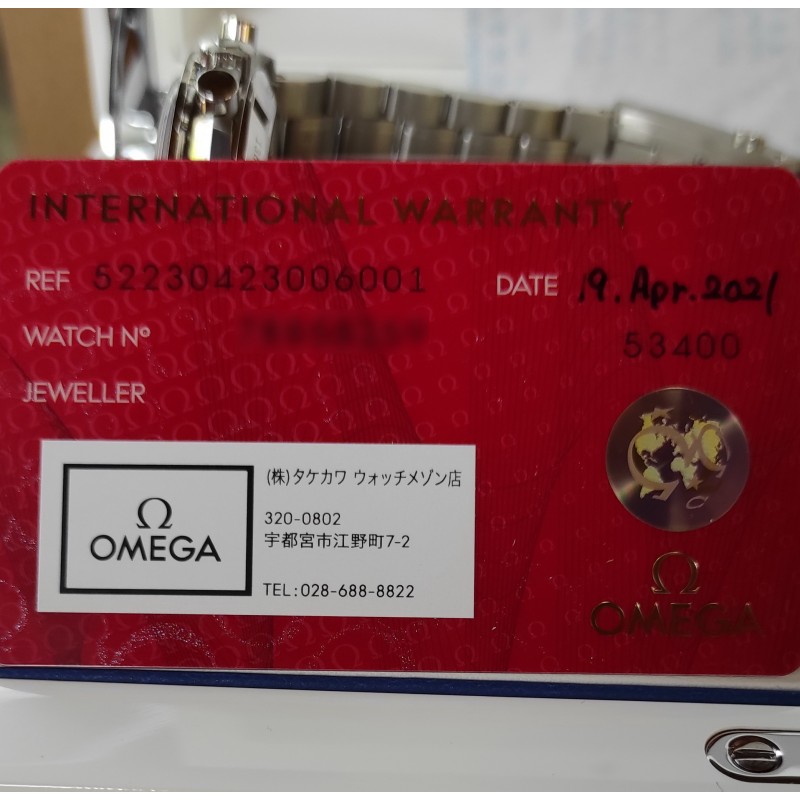 INTERNATIONAL WARRANTY
REF 52230423006001
DATE 19. Apr. 2021
WATCH Nº
53400
JEWELLER
Ω
OMEGA
(株)タケカワ ウォッチメゾン店
320-0802
宇都宮市江野町7-2
TEL:028-688-8822
Ω
OMEGA